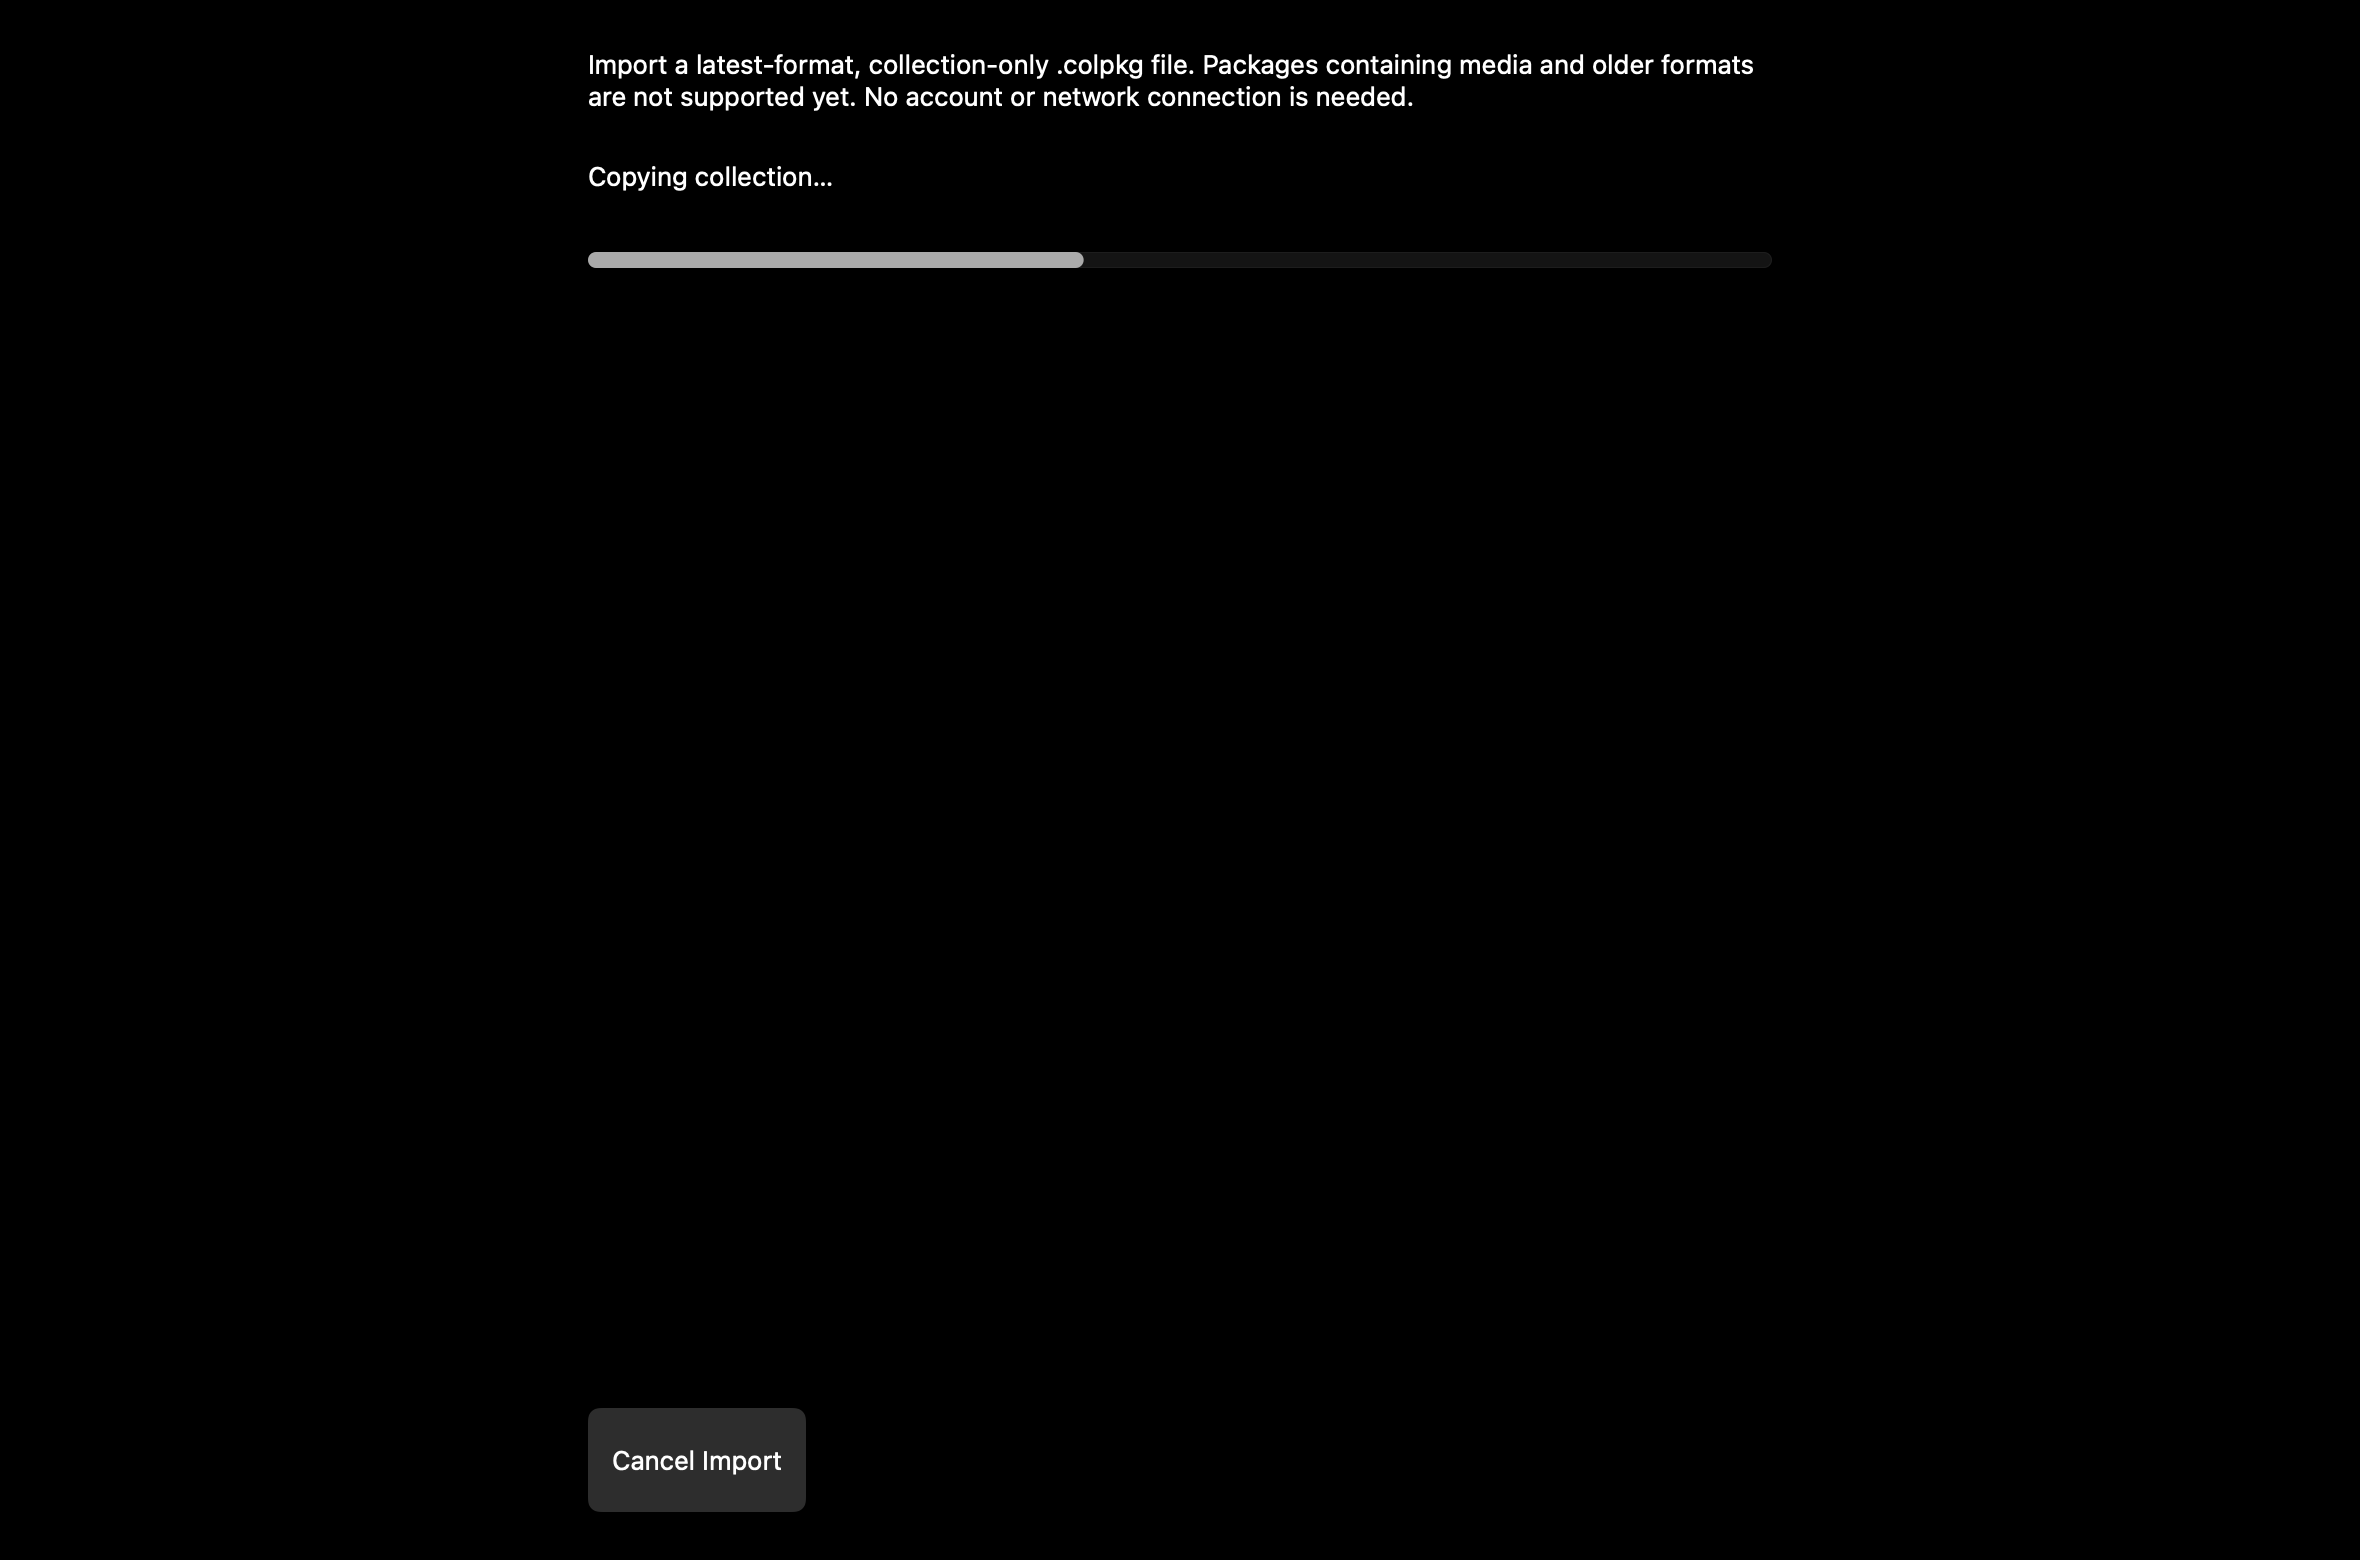 Import a latest-format, collection-only .colpkg file. Packages containing media and older formats
are not supported yet. No account or network connection is needed.
Copying collection...
Cancel Import